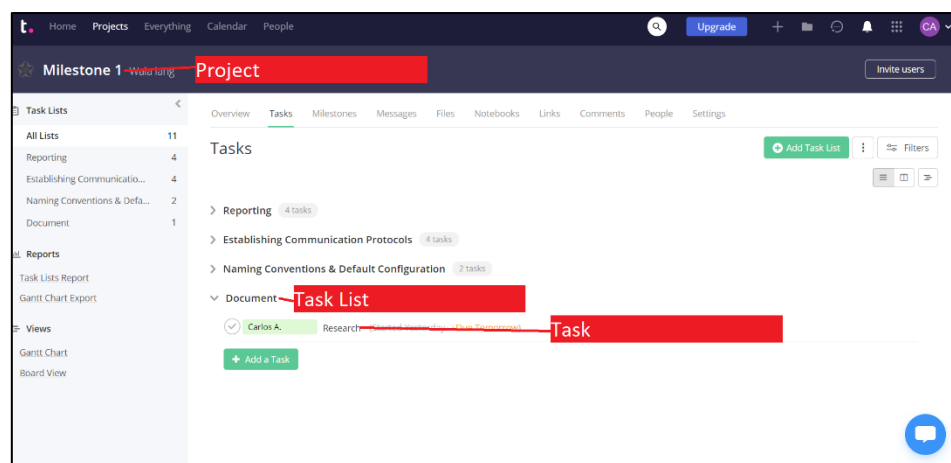 t. Home Projects Everything Calendar People Upgrade CA
Milestone 1 Wala lang Project Invite users
Task Lists
All Lists 11
Reporting 4
Establishing Communicatio... 4
Naming Conventions & Defa... 2
Document 1
Reports
Task Lists Report
Gantt Chart Export
Views
Gantt Chart
Board View
Overview Tasks Milestones Messages Files Notebooks Links Comments People Settings
Tasks Add Task List Filters
Reporting 4 tasks
Establishing Communication Protocols 4 tasks
Naming Conventions & Default Configuration 2 tasks
Document Task List
Carlos A. Research (Started Yesterday - Due Tomorrow) Task
+ Add a Task